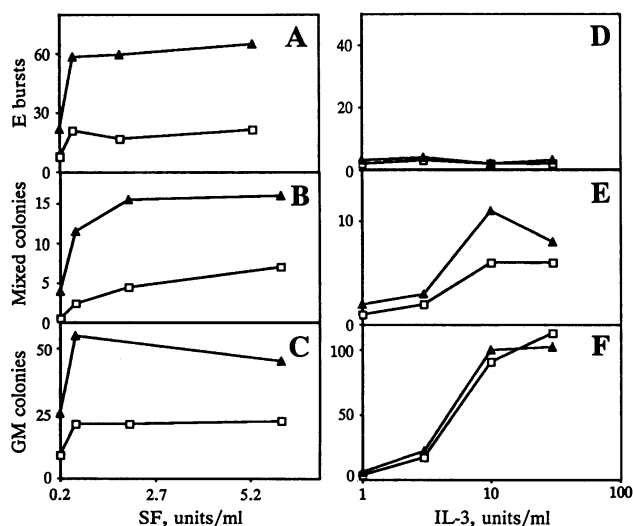 A
E bursts
60
30
0
B
Mixed colonies
15
10
5
0
C
GM colonies
50
25
0
0.2 2.7 5.2
SF, units/ml
D
40
20
0
E
10
0
F
100
50
0
1 10 100
IL-3, units/ml